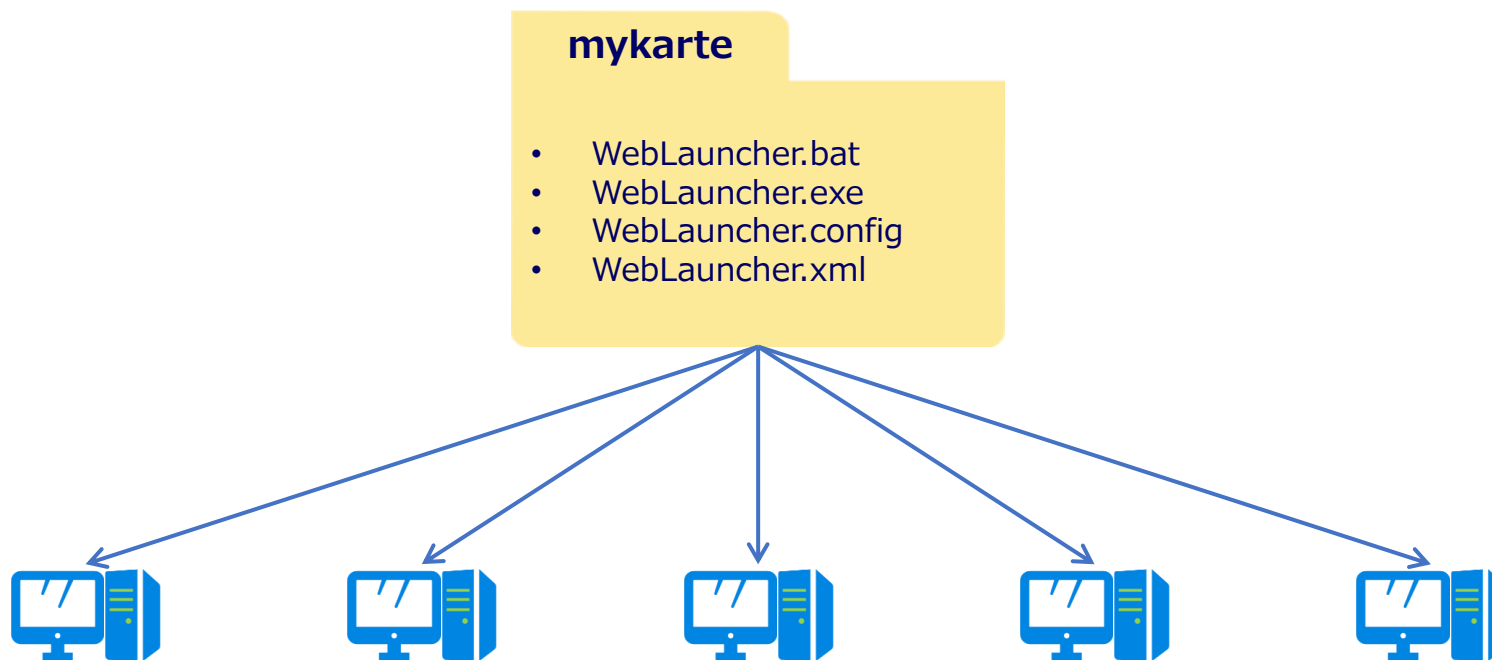 mykarte
• WebLauncher.bat
• WebLauncher.exe
• WebLauncher.config
• WebLauncher.xml